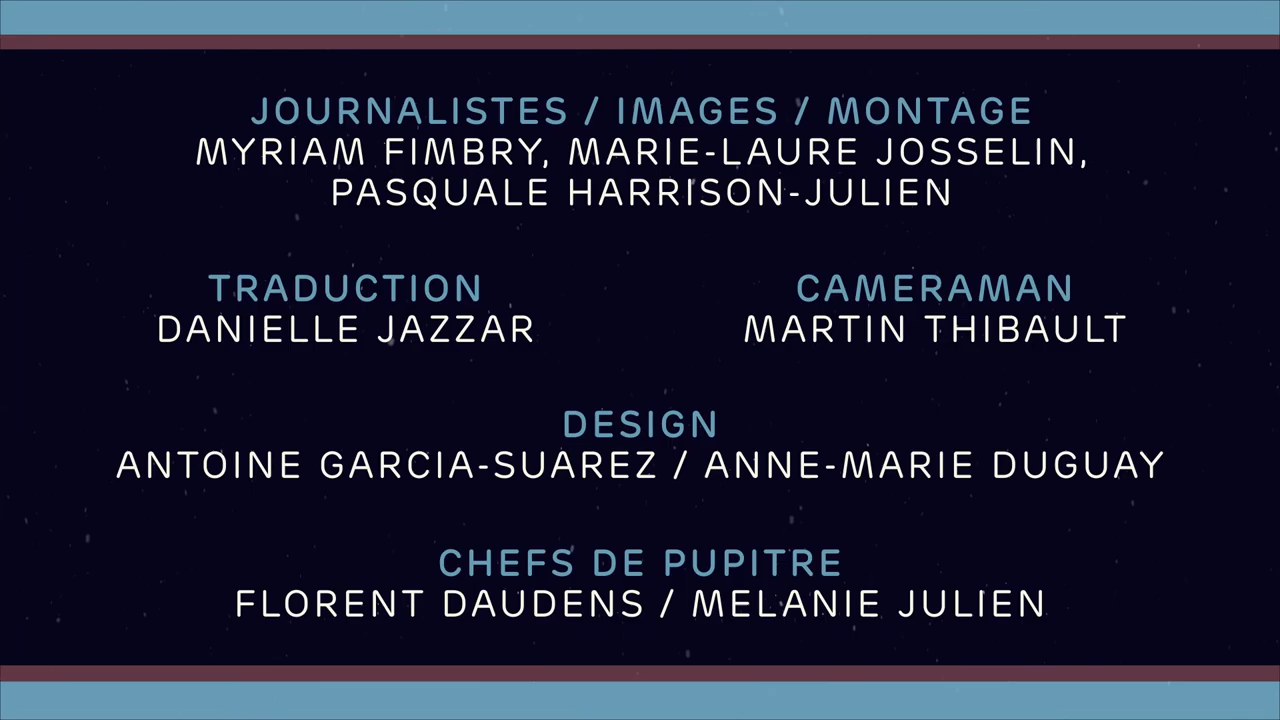 JOURNALISTES / IMAGES / MONTAGE
MYRIAM FIMBRY, MARIE-LAURE JOSSELIN,
PASQUALE HARRISON-JULIEN
TRADUCTION
DANIELLE JAZZAR
CAMERAMAN
MARTIN THIBAULT
DESIGN
ANTOINE GARCIA-SUAREZ / ANNE-MARIE DUGUAY
CHEFS DE PUPITRE
FLORENT DAUDENS / MELANIE JULIEN